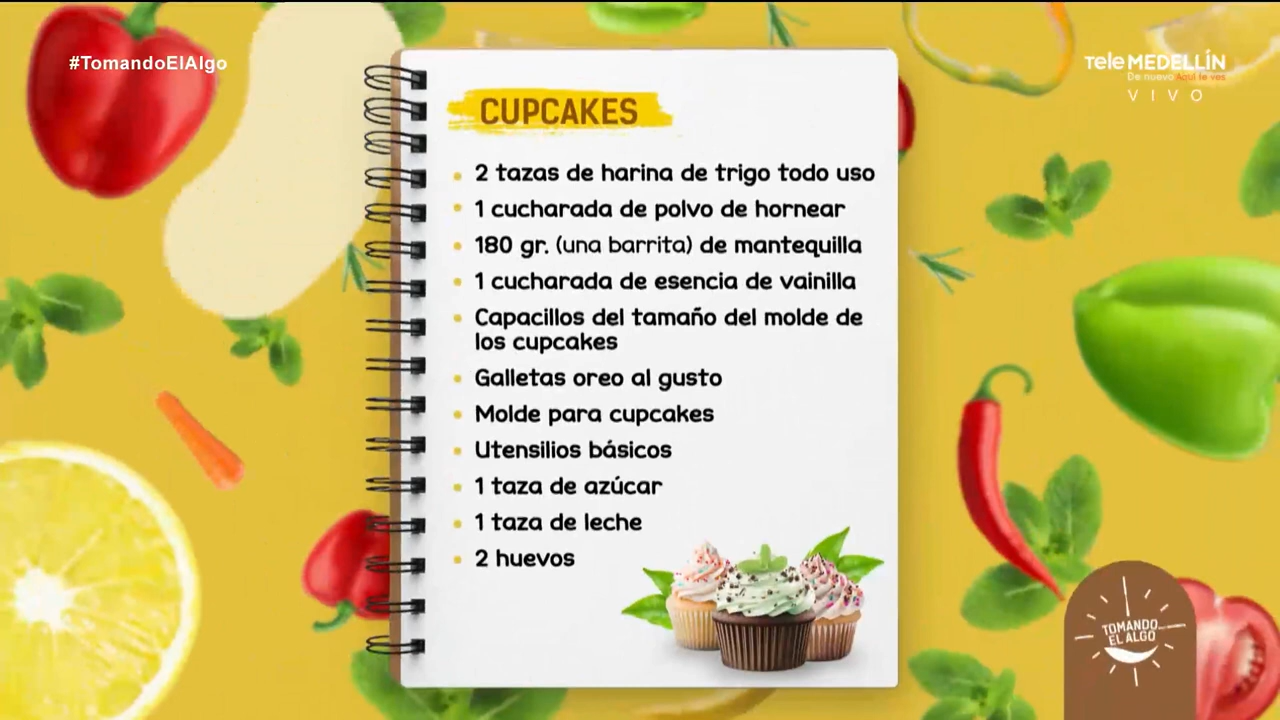 #TomandoElAlgo
TeleMEDELLÍN
De nuevo Aquí te ves
VIVO
CUPCAKES
2 tazas de harina de trigo todo uso
1 cucharada de polvo de hornear
180 gr. (una barrita) de mantequilla
1 cucharada de esencia de vainilla
Capacillos del tamaño del molde de
los cupcakes
Galletas oreo al gusto
Molde para cupcakes
Utensilios básicos
1 taza de azúcar
1 taza de leche
2 huevos
TOMANDO
EL ALGO